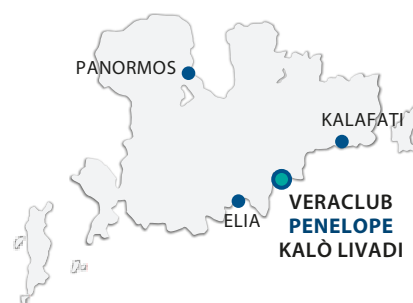 PANORMOS
KALAFATI
ELIA
VERACLUB
PENELOPE
KALÒ LIVADI